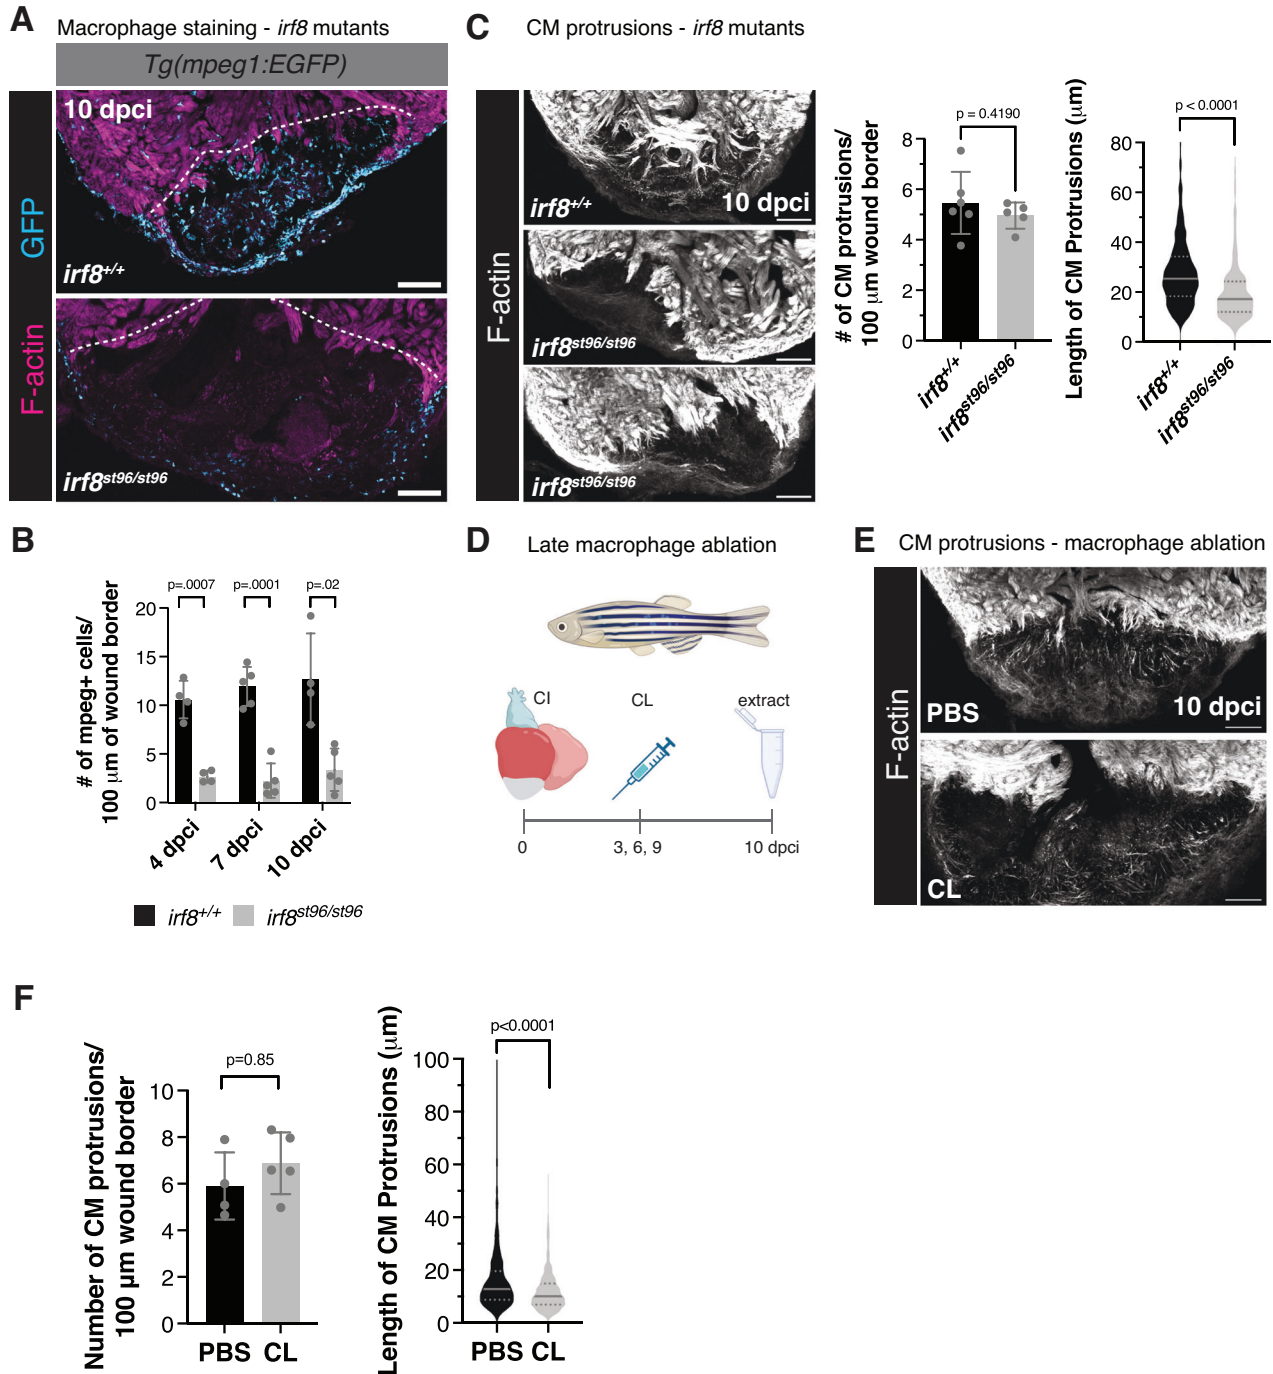 A
Macrophage staining - irf8 mutants
Tg(mpeg1:EGFP)
F-actin GFP
10 dpci
irf8+/+
irf8st96/st96
B
# of mpeg+ cells/
100 μm of wound border
p=.0007
p=.0001
p=.02
20
15
10
5
0
4 dpci
7 dpci
10 dpci
irf8+/+
irf8st96/st96
C
CM protrusions - irf8 mutants
F-actin
irf8+/+
10 dpci
irf8st96/st96
irf8st96/st96
# of CM protrusions/
100 μm wound border
p = 0.4190
8
6
4
2
0
irf8+/+
irf8st96/st96
Length of CM Protrusions (μm)
p < 0.0001
80
60
40
20
0
irf8+/+
irf8st96/st96
D
Late macrophage ablation
CI
CL
extract
0
3, 6, 9
10 dpci
E
CM protrusions - macrophage ablation
F-actin
PBS
10 dpci
CL
F
Number of CM protrusions/
100 μm wound border
p=0.85
10
8
6
4
2
0
PBS
CL
Length of CM Protrusions (μm)
p<0.0001
100
80
60
40
20
0
PBS
CL